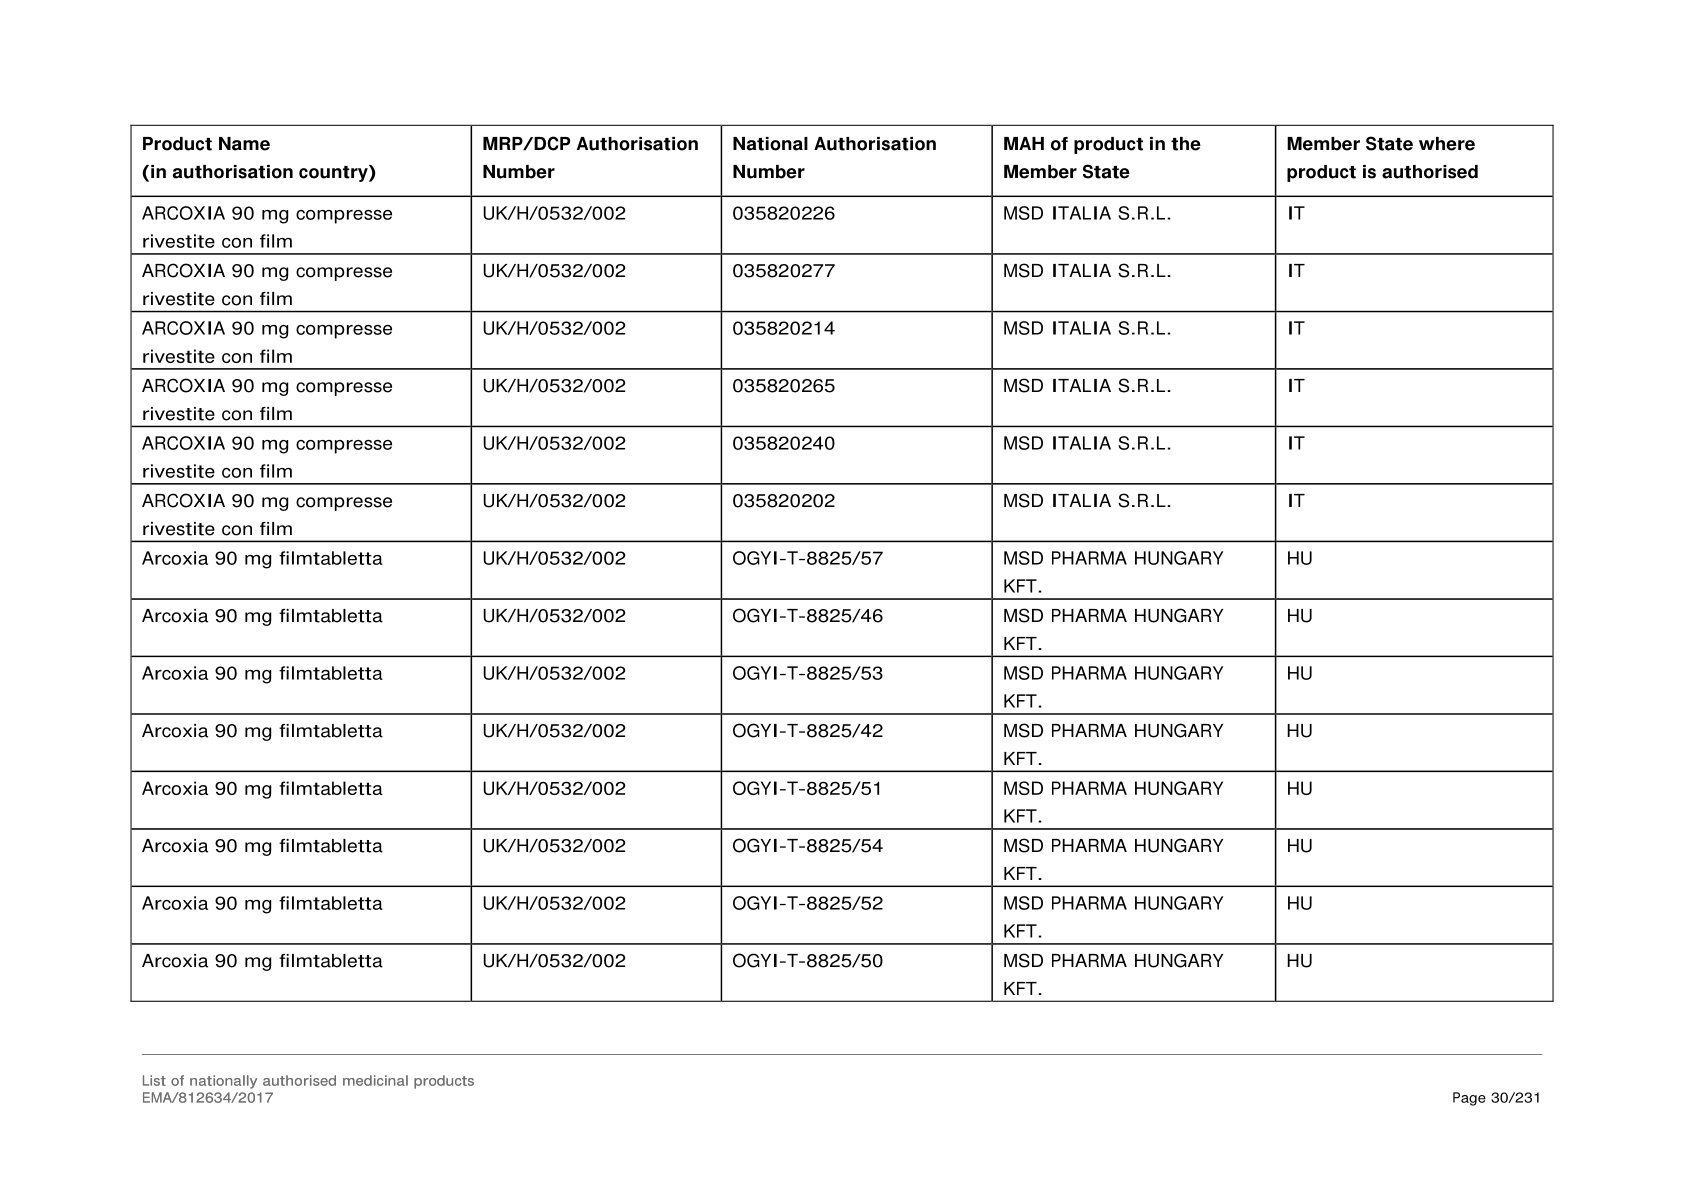 Product Name MRP/DCP Authorisation National Authorisation MAH of product in the Member State where
(in authorisation country) Number Number Member State product is authorised
ARCOXIA 90 mg compresse UK/H/0532/002 035820226 MSD ITALIA S.R.L. IT
rivestite con film
ARCOXIA 90 mg compresse UK/H/0532/002 035820277 MSD ITALIA S.R.L. IT
rivestite con film
ARCOXIA 90 mg compresse UK/H/0532/002 035820214 MSD ITALIA S.R.L. IT
rivestite con film
ARCOXIA 90 mg compresse UK/H/0532/002 035820265 MSD ITALIA S.R.L. IT
rivestite con film
ARCOXIA 90 mg compresse UK/H/0532/002 035820240 MSD ITALIA S.R.L. IT
rivestite con film
ARCOXIA 90 mg compresse UK/H/0532/002 035820202 MSD ITALIA S.R.L. IT
rivestite con film
Arcoxia 90 mg filmtabletta UK/H/0532/002 OGYI-T-8825/57 MSD PHARMA HUNGARY HU
KFT.
Arcoxia 90 mg filmtabletta UK/H/0532/002 OGYI-T-8825/46 MSD PHARMA HUNGARY HU
KFT.
Arcoxia 90 mg filmtabletta UK/H/0532/002 OGYI-T-8825/53 MSD PHARMA HUNGARY HU
KFT.
Arcoxia 90 mg filmtabletta UK/H/0532/002 OGYI-T-8825/42 MSD PHARMA HUNGARY HU
KFT.
Arcoxia 90 mg filmtabletta UK/H/0532/002 OGYI-T-8825/51 MSD PHARMA HUNGARY HU
KFT.
Arcoxia 90 mg filmtabletta UK/H/0532/002 OGYI-T-8825/54 MSD PHARMA HUNGARY HU
KFT.
Arcoxia 90 mg filmtabletta UK/H/0532/002 OGYI-T-8825/52 MSD PHARMA HUNGARY HU
KFT.
Arcoxia 90 mg filmtabletta UK/H/0532/002 OGYI-T-8825/50 MSD PHARMA HUNGARY HU
KFT.
List of nationally authorised medicinal products
EMA/812634/2017 Page 30/231